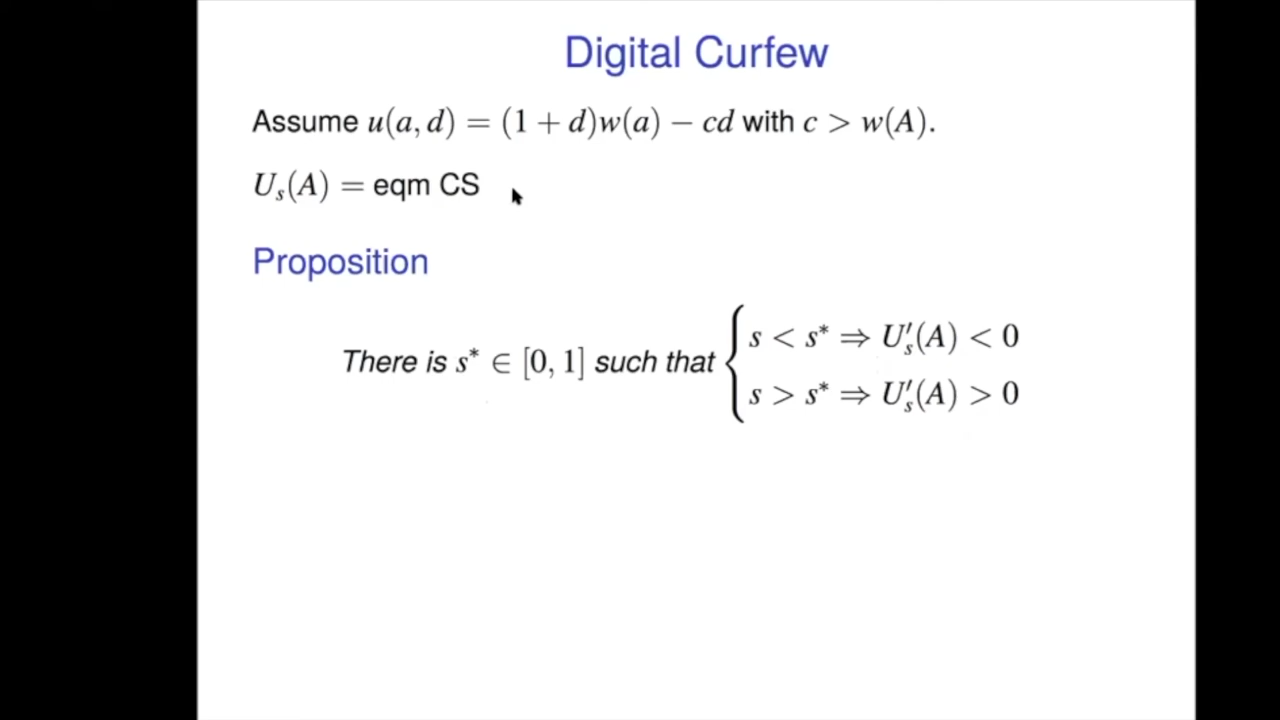 Digital Curfew
Assume u(a, d) = (1 + d)w(a) − cd with c > w(A).
U_s(A) = eqm CS
Proposition
There is s* ∈ [0, 1] such that { s < s* ⇒ U′_s(A) < 0
s > s* ⇒ U′_s(A) > 0